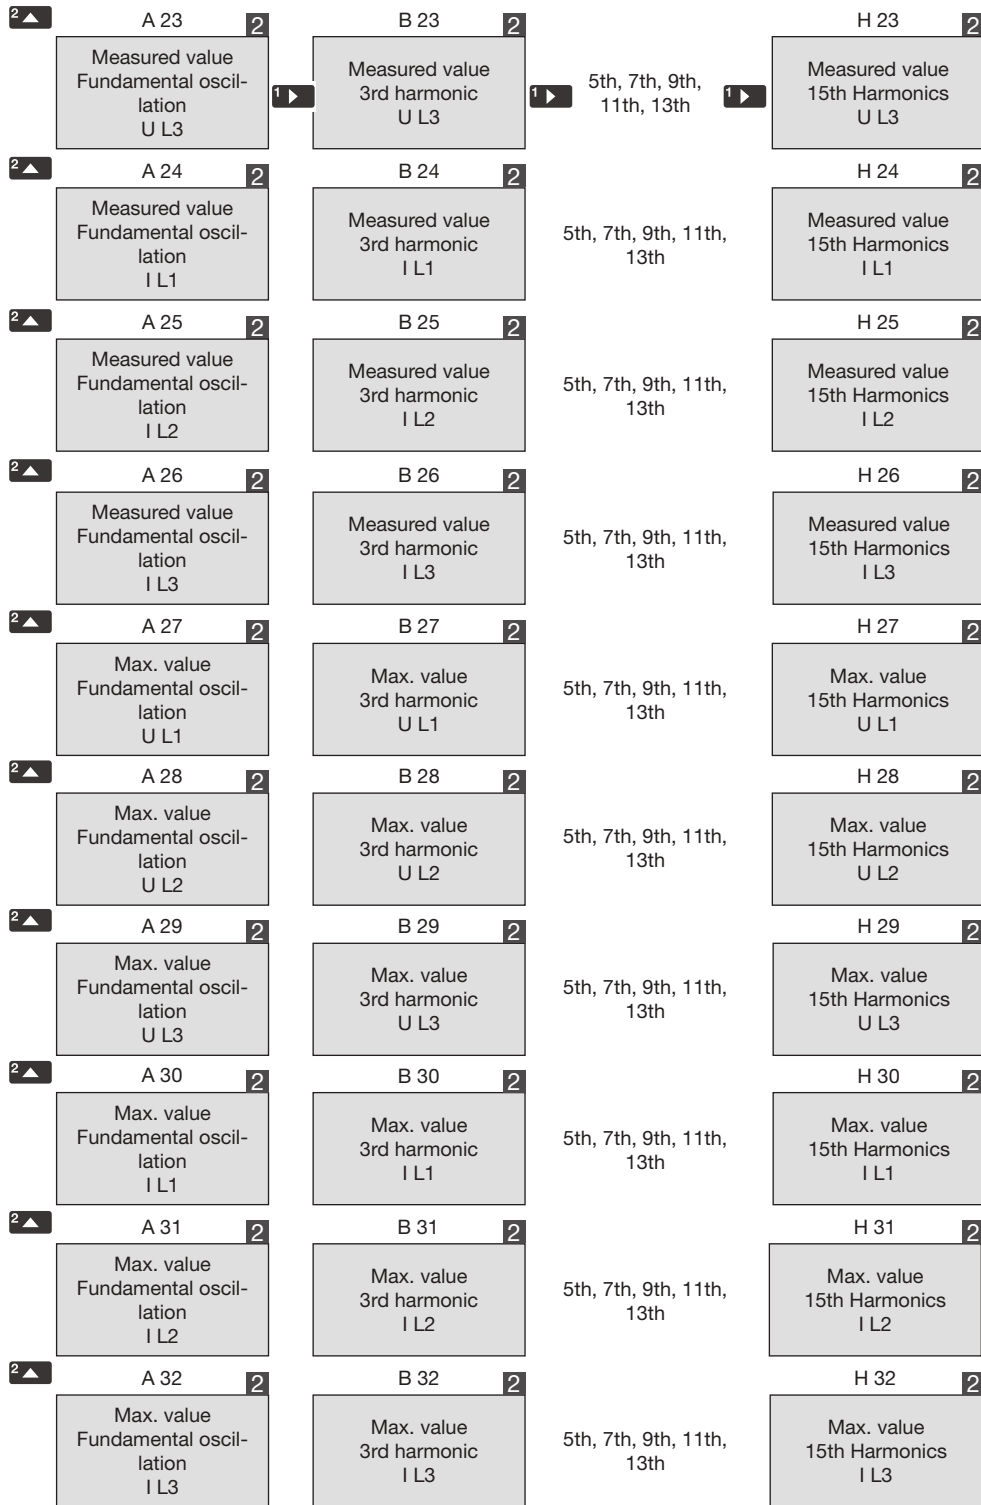 2
A 23
2
B 23
2
H 23
2
Measured value
Fundamental oscil-
lation
U L3
1
Measured value
3rd harmonic
U L3
1
5th, 7th, 9th,
11th, 13th
1
Measured value
15th Harmonics
U L3
2
A 24
2
B 24
2
H 24
2
Measured value
Fundamental oscil-
lation
I L1
Measured value
3rd harmonic
I L1
5th, 7th, 9th, 11th,
13th
Measured value
15th Harmonics
I L1
2
A 25
2
B 25
2
H 25
2
Measured value
Fundamental oscil-
lation
I L2
Measured value
3rd harmonic
I L2
5th, 7th, 9th, 11th,
13th
Measured value
15th Harmonics
I L2
2
A 26
2
B 26
2
H 26
2
Measured value
Fundamental oscil-
lation
I L3
Measured value
3rd harmonic
I L3
5th, 7th, 9th, 11th,
13th
Measured value
15th Harmonics
I L3
2
A 27
2
B 27
2
H 27
2
Max. value
Fundamental oscil-
lation
U L1
Max. value
3rd harmonic
U L1
5th, 7th, 9th, 11th,
13th
Max. value
15th Harmonics
U L1
2
A 28
2
B 28
2
H 28
2
Max. value
Fundamental oscil-
lation
U L2
Max. value
3rd harmonic
U L2
5th, 7th, 9th, 11th,
13th
Max. value
15th Harmonics
U L2
2
A 29
2
B 29
2
H 29
2
Max. value
Fundamental oscil-
lation
U L3
Max. value
3rd harmonic
U L3
5th, 7th, 9th, 11th,
13th
Max. value
15th Harmonics
U L3
2
A 30
2
B 30
2
H 30
2
Max. value
Fundamental oscil-
lation
I L1
Max. value
3rd harmonic
I L1
5th, 7th, 9th, 11th,
13th
Max. value
15th Harmonics
I L1
2
A 31
2
B 31
2
H 31
2
Max. value
Fundamental oscil-
lation
I L2
Max. value
3rd harmonic
I L2
5th, 7th, 9th, 11th,
13th
Max. value
15th Harmonics
I L2
2
A 32
2
B 32
2
H 32
2
Max. value
Fundamental oscil-
lation
I L3
Max. value
3rd harmonic
I L3
5th, 7th, 9th, 11th,
13th
Max. value
15th Harmonics
I L3